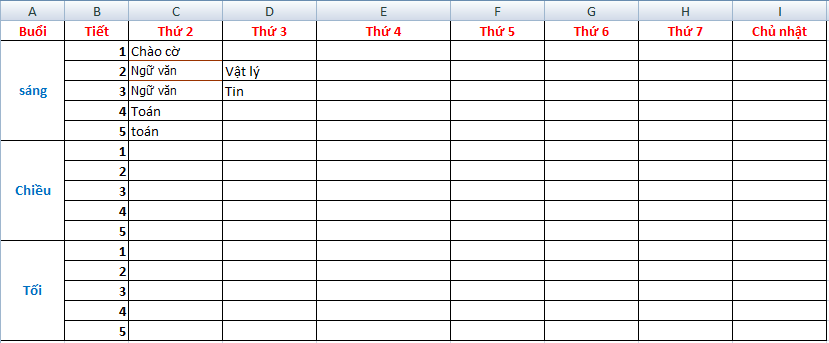 A B C D E F G H I
Buổi Tiết Thứ 2 Thứ 3 Thứ 4 Thứ 5 Thứ 6 Thứ 7 Chủ nhật
1 Chào cờ
2 Ngữ văn Vật lý
sáng 3 Ngữ văn Tin
4 Toán
5 toán
1
2
Chiều 3
4
5
1
2
Tối 3
4
5